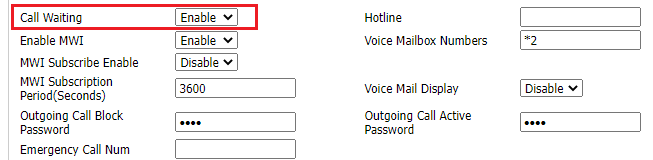 Call Waiting Enable Hotline
Enable MWI Enable Voice Mailbox Numbers *2
MWI Subscribe Enable Disable
MWI Subscription Period(Seconds) 3600 Voice Mail Display Disable
Outgoing Call Block Password •••• Outgoing Call Active Password ••••
Emergency Call Num